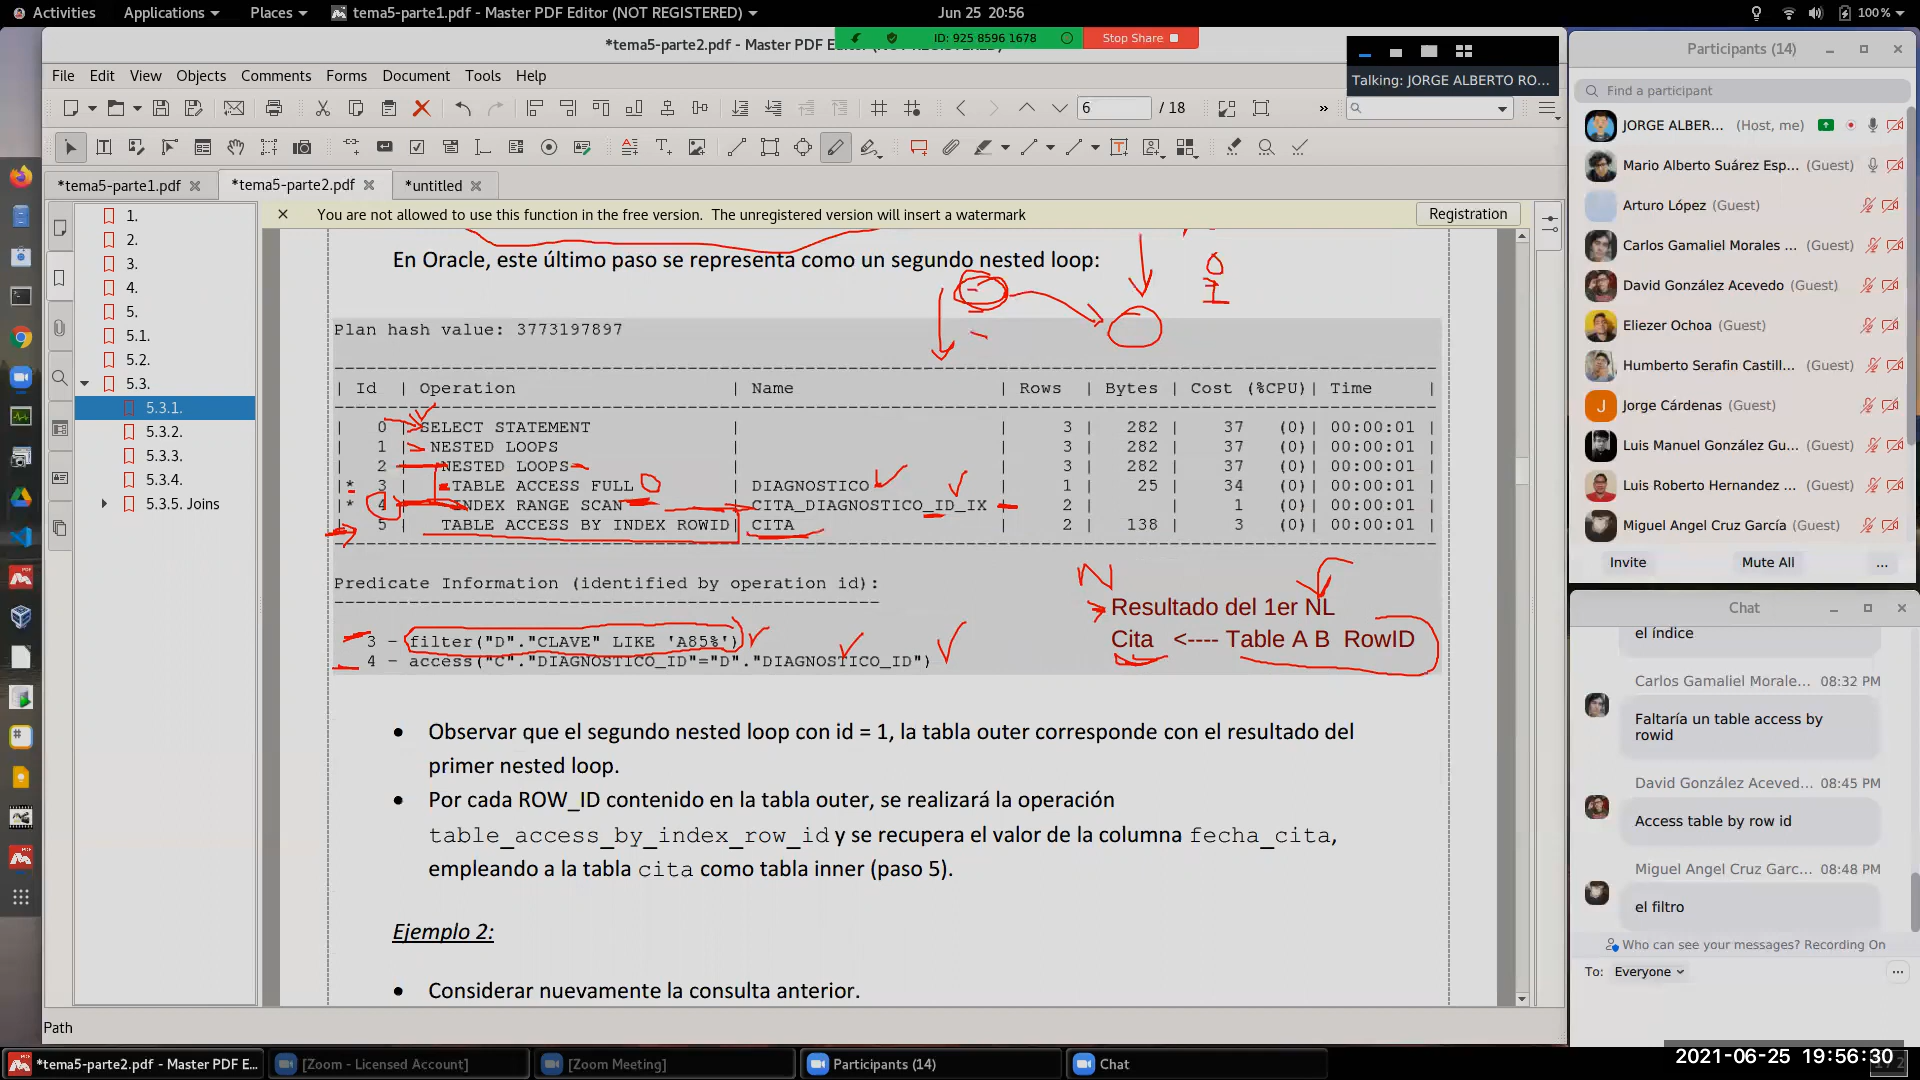 Activities
Applications
Places
tema5-parte1.pdf - Master PDF Editor (NOT REGISTERED)
Jun 25 20:56
100%
*tema5-parte2.pdf - Master PDF Edi
ID: 925 8596 1678
Stop Share
File Edit View Objects Comments Forms Document Tools Help
Talking: JORGE ALBERTO RO...
6 / 18
*tema5-parte1.pdf
*tema5-parte2.pdf
*untitled
You are not allowed to use this function in the free version. The unregistered version will insert a watermark
Registration
1.
2.
3.
4.
5.
5.1.
5.2.
5.3.
5.3.1.
5.3.2.
5.3.3.
5.3.4.
5.3.5. Joins
En Oracle, este último paso se representa como un segundo nested loop:
Plan hash value: 3773197897
| Id | Operation | Name | Rows | Bytes | Cost (%CPU)| Time |
| 0 | SELECT STATEMENT | | 3 | 282 | 37 (0)| 00:00:01 |
| 1 | NESTED LOOPS | | 3 | 282 | 37 (0)| 00:00:01 |
| 2 | NESTED LOOPS | | 3 | 282 | 37 (0)| 00:00:01 |
|* 3 | TABLE ACCESS FULL | DIAGNOSTICO | 1 | 25 | 34 (0)| 00:00:01 |
|* 4 | INDEX RANGE SCAN | CITA_DIAGNOSTICO_ID_IX | 2 | | 1 (0)| 00:00:01 |
| 5 | TABLE ACCESS BY INDEX ROWID| CITA | 2 | 138 | 3 (0)| 00:00:01 |
Predicate Information (identified by operation id):
3 - filter("D"."CLAVE" LIKE 'A85%')
4 - access("C"."DIAGNOSTICO_ID"="D"."DIAGNOSTICO_ID")
N
Resultado del 1er NL
Cita <---- Table A B RowID
• Observar que el segundo nested loop con id = 1, la tabla outer corresponde con el resultado del
primer nested loop.
• Por cada ROW_ID contenido en la tabla outer, se realizará la operación
table_access_by_index_row_id y se recupera el valor de la columna fecha_cita,
empleando a la tabla cita como tabla inner (paso 5).
Ejemplo 2:
• Considerar nuevamente la consulta anterior.
Path
Participants (14)
Find a participant
JORGE ALBER... (Host, me)
Mario Alberto Suárez Esp... (Guest)
Arturo López (Guest)
Carlos Gamaliel Morales ... (Guest)
David González Acevedo (Guest)
Eliezer Ochoa (Guest)
Humberto Serafin Castill... (Guest)
J
Jorge Cárdenas (Guest)
Luis Manuel González Gu... (Guest)
Luis Roberto Hernandez ... (Guest)
Miguel Angel Cruz García (Guest)
Invite
Mute All
...
Chat
el índice
Carlos Gamaliel Morale... 08:32 PM
Faltaría un table access by
rowid
David González Aceved... 08:45 PM
Access table by row id
Miguel Angel Cruz Garc... 08:48 PM
el filtro
Who can see your messages? Recording On
To: Everyone
*tema5-parte2.pdf - Master PDF E...
[Zoom - Licensed Account]
[Zoom Meeting]
Participants (14)
Chat
2021-06-25 19:56:30